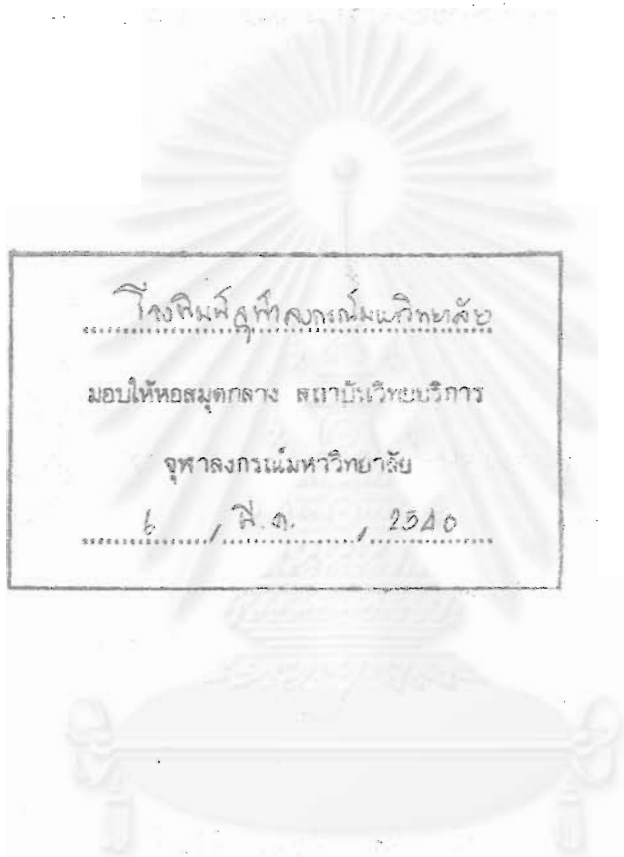 โรงพิมพ์จุฬาลงกรณ์มหาวิทยาลัย
มอบให้หอสมุดกลาง สถาบันวิทยบริการ
จุฬาลงกรณ์มหาวิทยาลัย
6 / มี.ค. / 2540